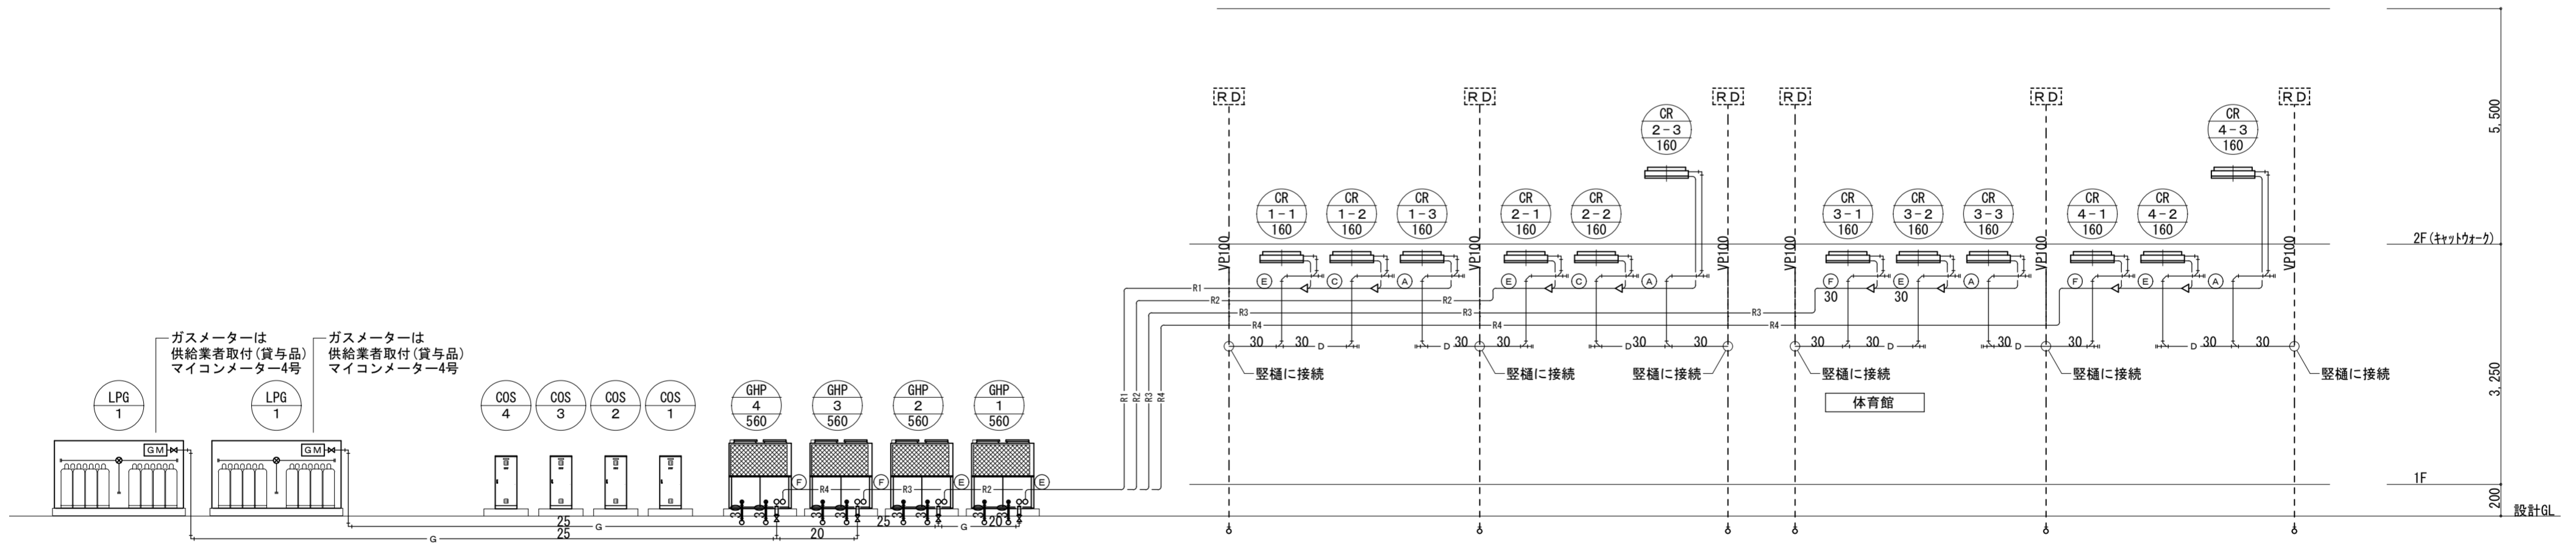 RD
RD
RD
RD
RD
RD
5,500
CR
2-3
160
CR
4-3
160
CR
1-1
160
CR
1-2
160
CR
1-3
160
CR
2-1
160
CR
2-2
160
CR
3-1
160
CR
3-2
160
CR
3-3
160
CR
4-1
160
CR
4-2
160
2F(キャットウォーク)
VP100
VP100
VP100
VP100
VP100
VP100
E
C
A
E
C
A
F
E
A
F
E
A
30
30
R1
R2
R2
R3
R3
R3
R4
R4
R4
30
30
D
D
30
30
D
30
30
30
30
D
D
30
30
D
30
30
竪樋に接続
竪樋に接続
竪樋に接続
竪樋に接続
竪樋に接続
竪樋に接続
体育館
3,250
R1
R2
R3
R4
ガスメーターは
供給業者取付(貸与品)
マイコンメーター4号
ガスメーターは
供給業者取付(貸与品)
マイコンメーター4号
LPG
1
LPG
1
COS
4
COS
3
COS
2
COS
1
GHP
4
560
GHP
3
560
GHP
2
560
GHP
1
560
GM
GM
F
F
E
E
R4
R3
R2
1F
200
設計GL
25
G
25
G
20
25
G
20